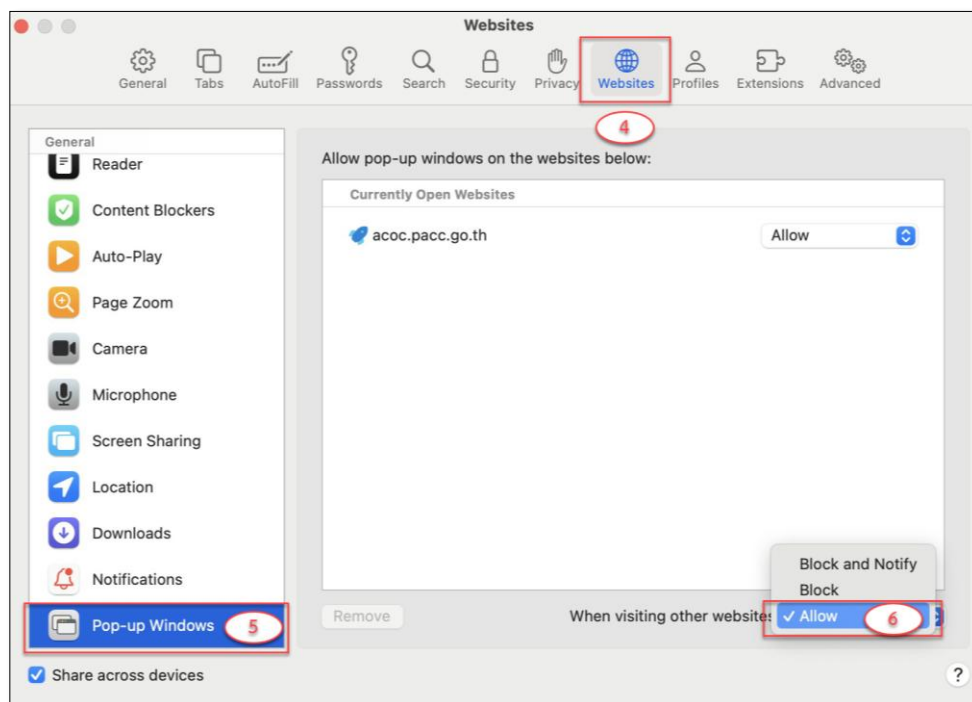 Websites
General
Tabs
AutoFill
Passwords
Search
Security
Privacy
Websites
Profiles
Extensions
Advanced
4
General
Reader
Content Blockers
Auto-Play
Page Zoom
Camera
Microphone
Screen Sharing
Location
Downloads
Notifications
Pop-up Windows
5
Allow pop-up windows on the websites below:
Currently Open Websites
acoc.pacc.go.th
Allow
Block and Notify
Block
Remove
When visiting other website
✓ Allow
6
Share across devices
?